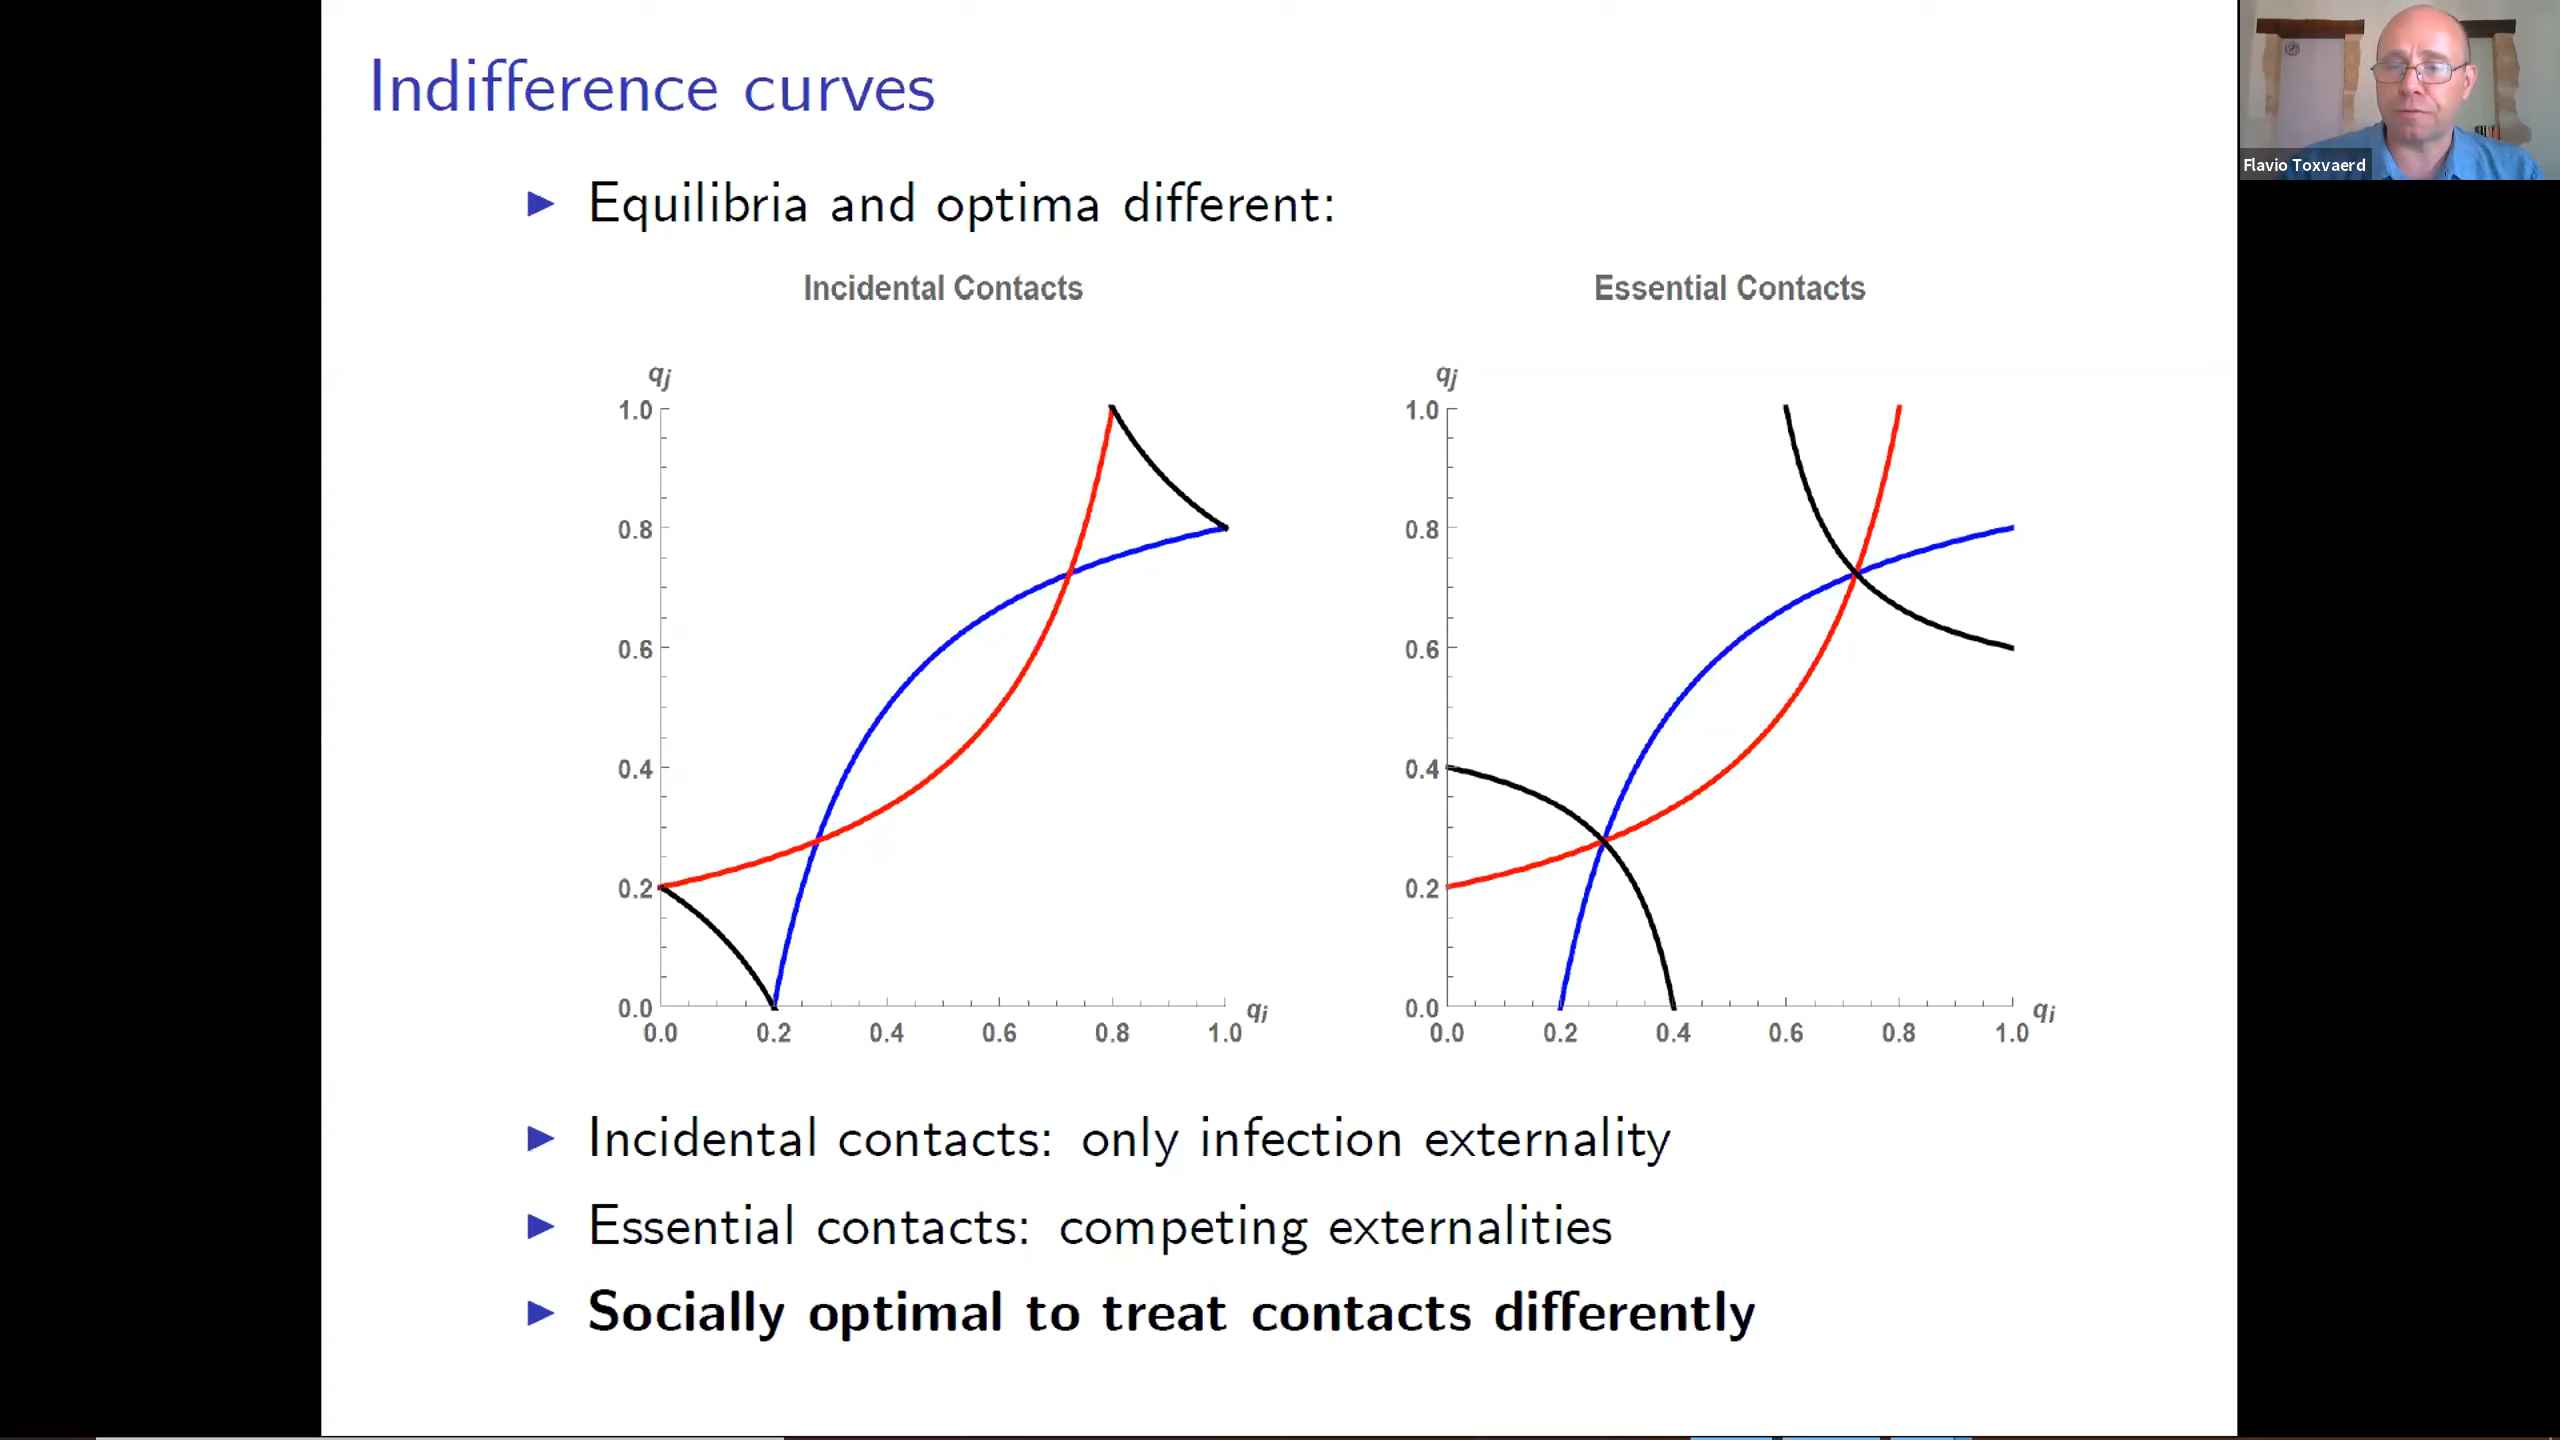 Indifference curves
Flavio Toxvaerd
▶ Equilibria and optima different:
Incidental Contacts
Essential Contacts
qj
1.0
0.8
0.6
0.4
0.2
0.0
0.0 0.2 0.4 0.6 0.8 1.0 qi
qj
1.0
0.8
0.6
0.4
0.2
0.0
0.0 0.2 0.4 0.6 0.8 1.0 qi
▶ Incidental contacts: only infection externality
▶ Essential contacts: competing externalities
▶ Socially optimal to treat contacts differently